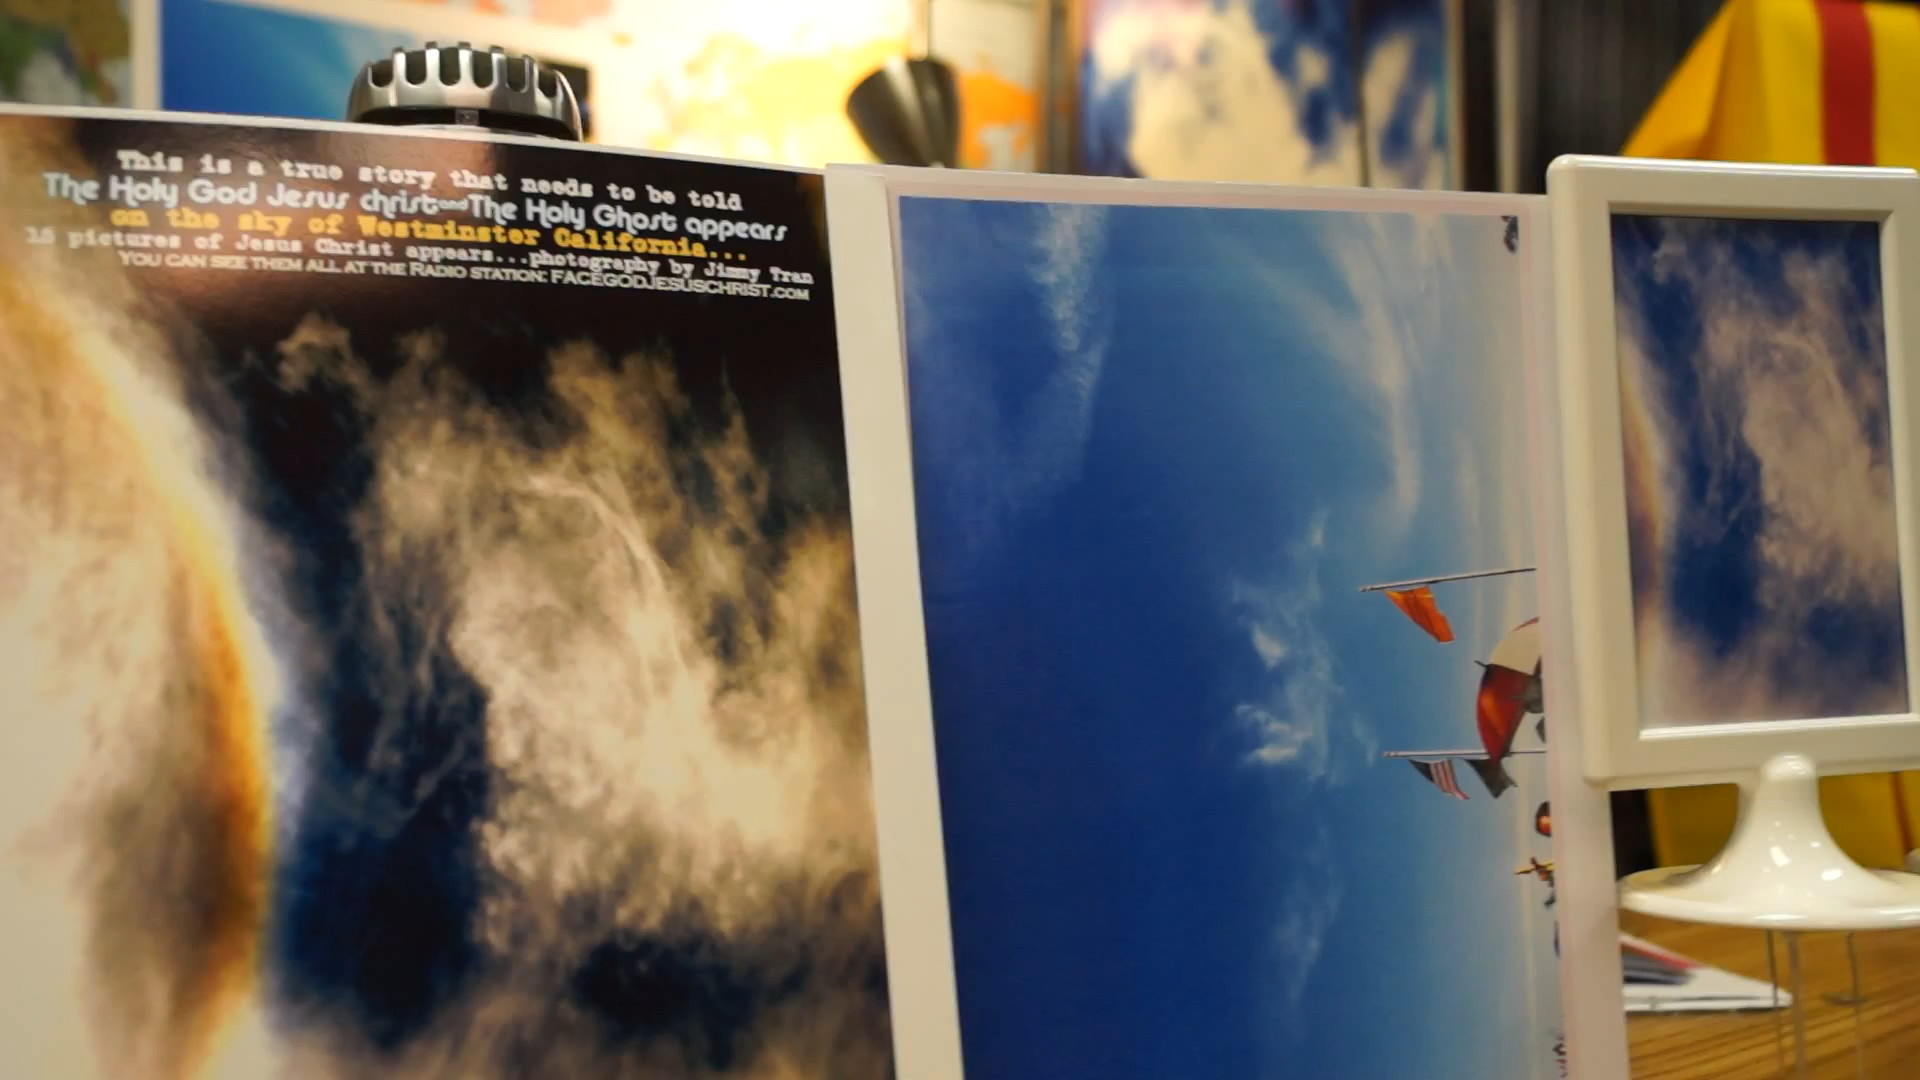 This is a true story that needs to be told
The Holy God Jesus christ and The Holy Ghost appears
on the sky of Westminster California...
15 pictures of Jesus Christ appears...photography by Jimmy Tran
YOU CAN SEE THEM ALL AT THE RADIO STATION: FACEGODJESUSCHRIST.COM